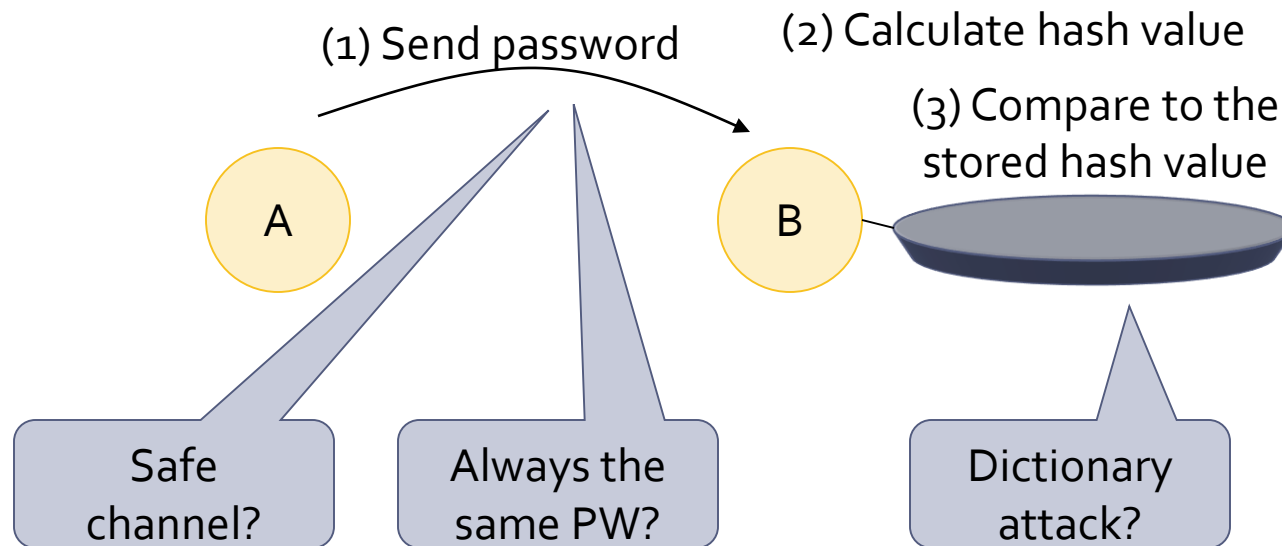 (1) Send password
(2) Calculate hash value
(3) Compare to the
stored hash value
A
B
Safe
channel?
Always the
same PW?
Dictionary
attack?